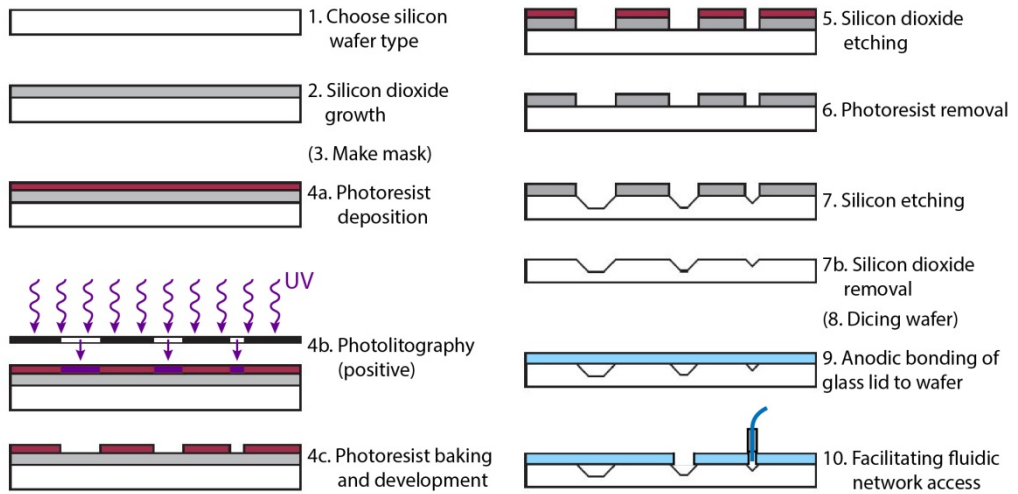 1. Choose silicon
wafer type
2. Silicon dioxide
growth
(3. Make mask)
4a. Photoresist
deposition
UV
4b. Photolitography
(positive)
4c. Photoresist baking
and development
5. Silicon dioxide
etching
6. Photoresist removal
7. Silicon etching
7b. Silicon dioxide
removal
(8. Dicing wafer)
9. Anodic bonding of
glass lid to wafer
10. Facilitating fluidic
network access